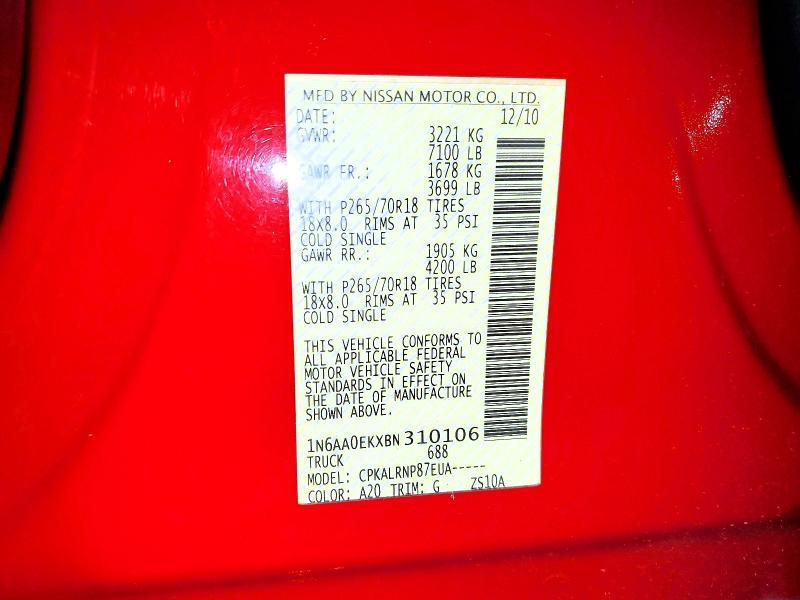 MFD BY NISSAN MOTOR CO., LTD.
DATE: 12/10
GVWR: 3221 KG
7100 LB
GAWR FR.: 1678 KG
3699 LB
WITH P265/70R18 TIRES
18X8.0 RIMS AT 35 PSI
COLD SINGLE
GAWR RR.: 1905 KG
4200 LB
WITH P265/70R18 TIRES
18X8.0 RIMS AT 35 PSI
COLD SINGLE
THIS VEHICLE CONFORMS TO
ALL APPLICABLE FEDERAL
MOTOR VEHICLE SAFETY
STANDARDS IN EFFECT ON
THE DATE OF MANUFACTURE
SHOWN ABOVE.
1N6AA0EKXBN310106
TRUCK 688
MODEL: CPKALRNP87EUA-----
COLOR: A20 TRIM: G ZS10A